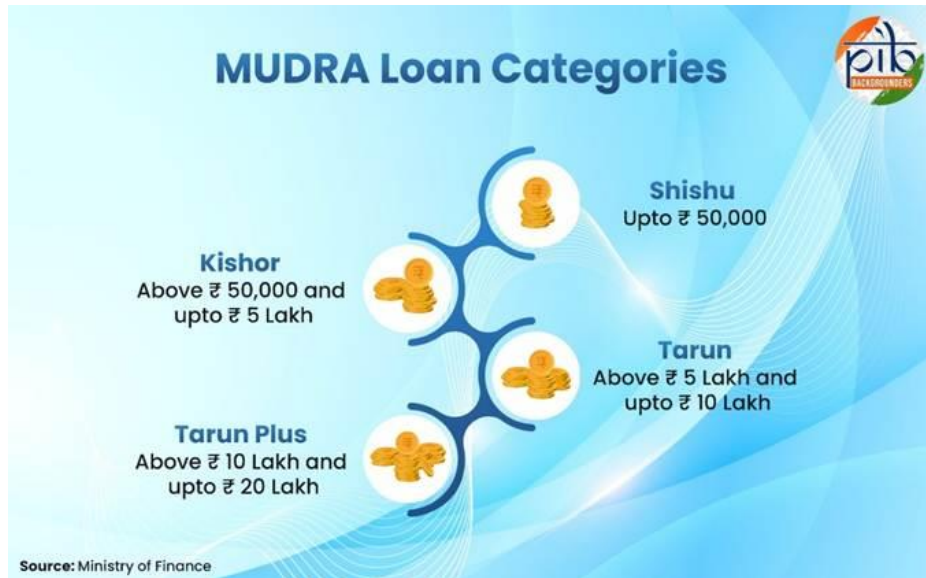 MUDRA Loan Categories
pib
BACKGROUNDERS
Shishu
Upto ₹ 50,000
Kishor
Above ₹ 50,000 and
upto ₹ 5 Lakh
Tarun
Above ₹ 5 Lakh and
upto ₹ 10 Lakh
Tarun Plus
Above ₹ 10 Lakh and
upto ₹ 20 Lakh
Source: Ministry of Finance